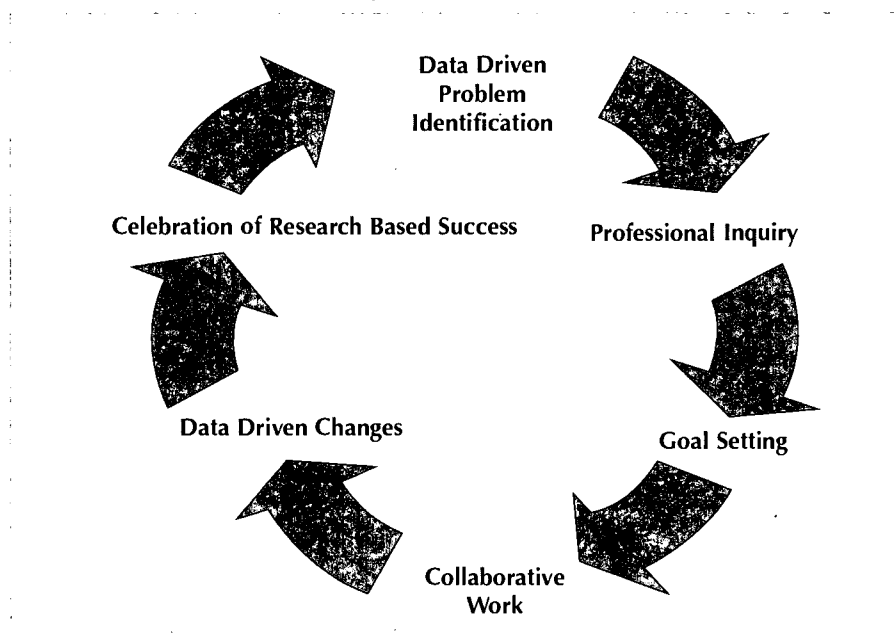 Data Driven
Problem
Identification
Professional Inquiry
Goal Setting
Collaborative
Work
Data Driven Changes
Celebration of Research Based Success